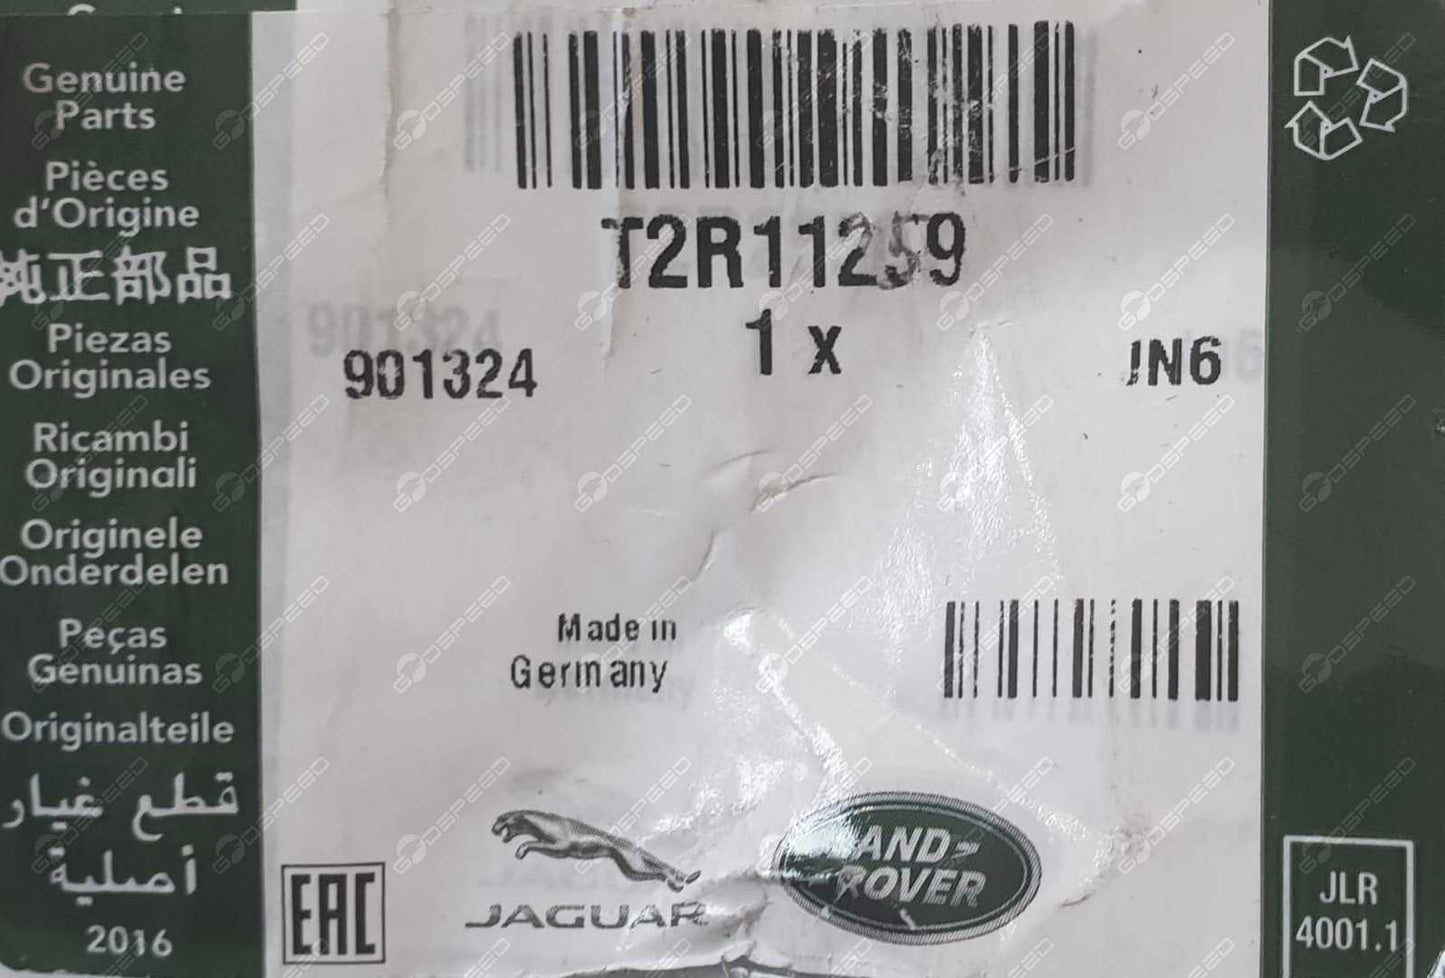 Genuine
Parts
Pièces
d'Origine
純正部品
Piezas
Originales
Ricambi
Originali
Originele
Onderdelen
Peças
Genuinas
Originalteile
قطع غيار
أصلية
2016
T2R11259
1 x
901324
JN6
Made in
Germany
EAC
JAGUAR
LAND-
ROVER
JLR
4001.1
GODSPEED